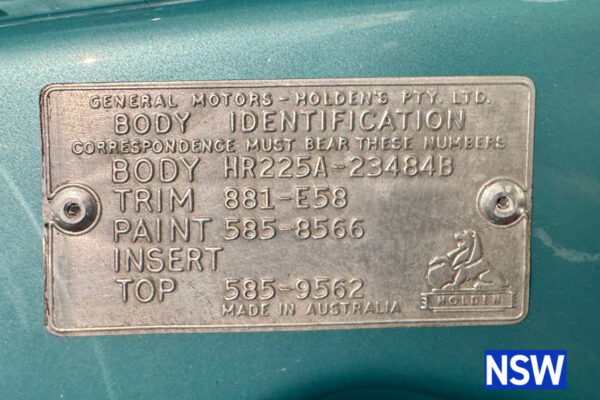 GENERAL MOTORS - HOLDEN'S PTY. LTD.
BODY IDENTIFICATION
CORRESPONDENCE MUST BEAR THESE NUMBERS
BODY HR225A-23484B
TRIM 881-E58
PAINT 585-8566
INSERT
TOP 585-9562
MADE IN AUSTRALIA
HOLDEN
NSW